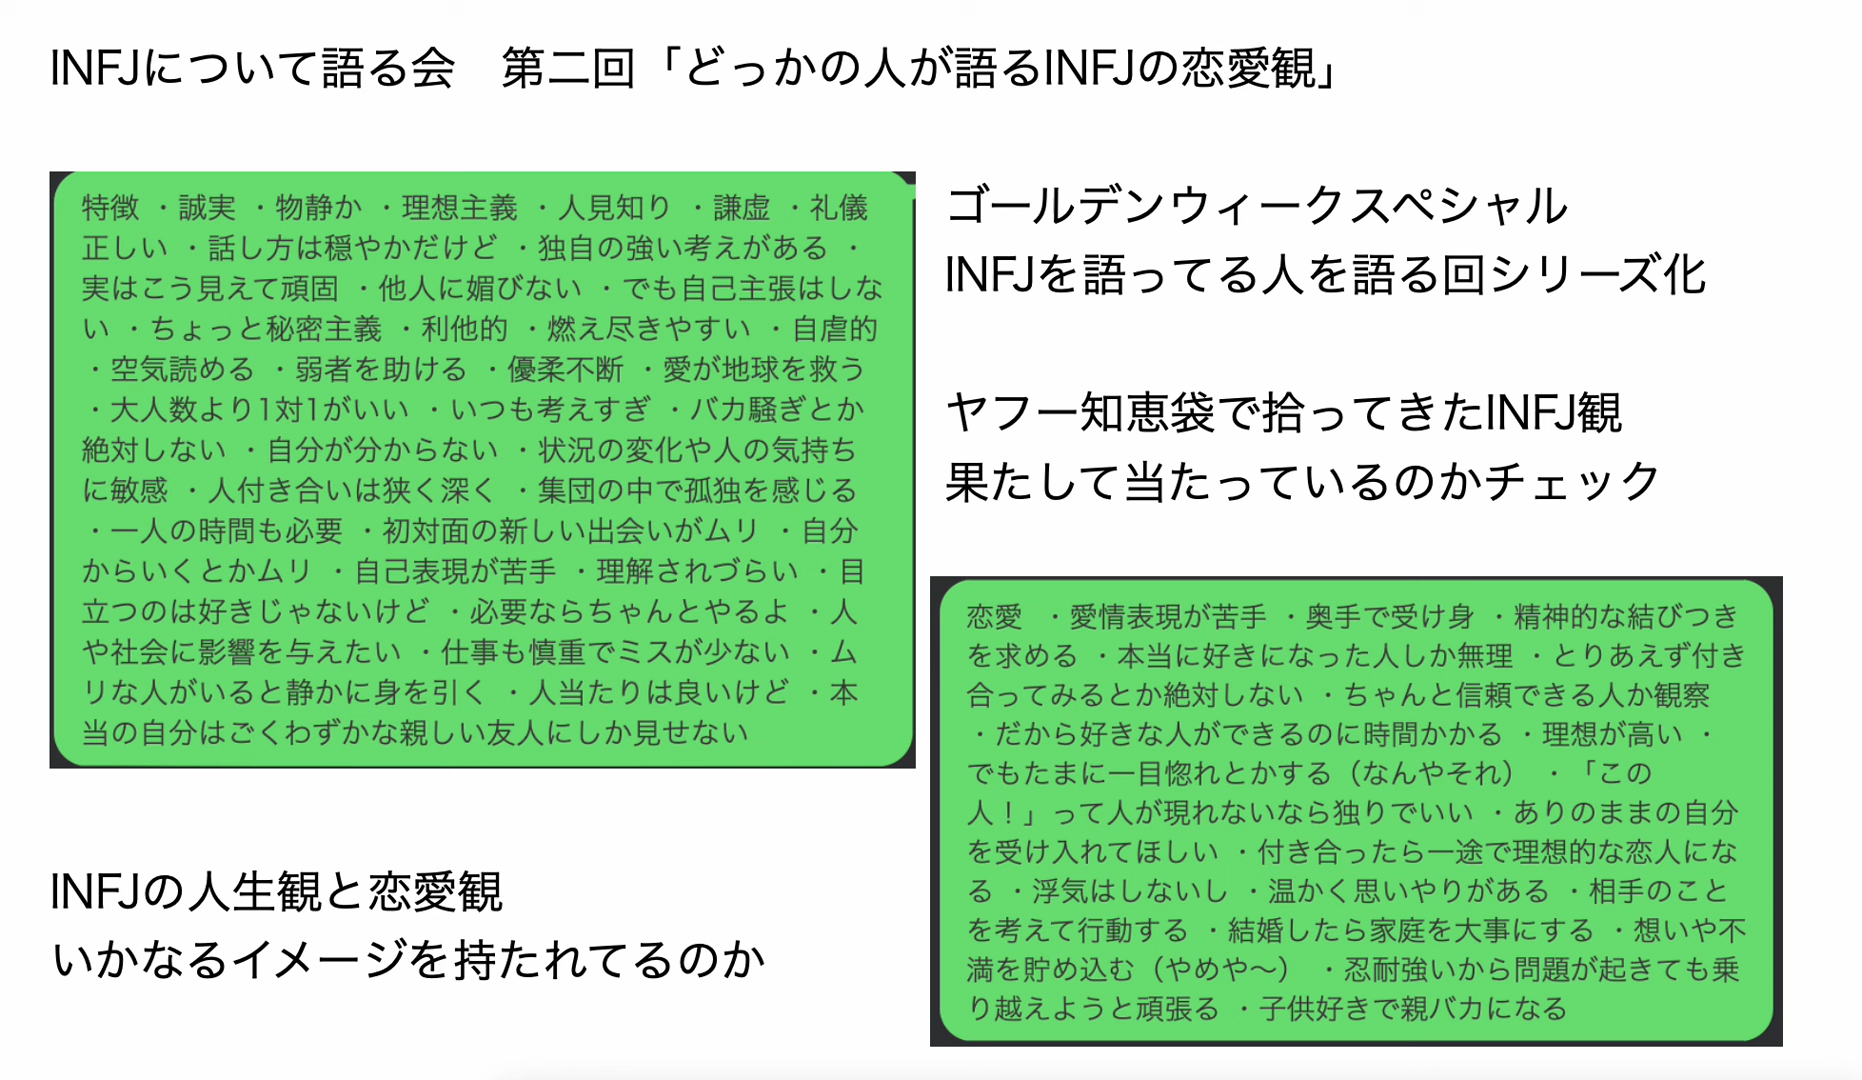 INFJについて語る会　第二回「どっかの人が語るINFJの恋愛観」
特徴 ・誠実 ・物静か ・理想主義 ・人見知り ・謙虚 ・礼儀
正しい ・話し方は穏やかだけど ・独自の強い考えがある ・
実はこう見えて頑固 ・他人に媚びない ・でも自己主張はしな
い ・ちょっと秘密主義 ・利他的 ・燃え尽きやすい ・自虐的
・空気読める ・弱者を助ける ・優柔不断 ・愛が地球を救う
・大人数より1対1がいい ・いつも考えすぎ ・バカ騒ぎとか
絶対しない ・自分が分からない ・状況の変化や人の気持ち
に敏感 ・人付き合いは狭く深く ・集団の中で孤独を感じる
・一人の時間も必要 ・初対面の新しい出会いがムリ ・自分
からいくとかムリ ・自己表現が苦手 ・理解されづらい ・目
立つのは好きじゃないけど ・必要ならちゃんとやるよ ・人
や社会に影響を与えたい ・仕事も慎重でミスが少ない ・ム
リな人がいると静かに身を引く ・人当たりは良いけど ・本
当の自分はごくわずかな親しい友人にしか見せない
ゴールデンウィークスペシャル
INFJを語ってる人を語る回シリーズ化
ヤフー知恵袋で拾ってきたINFJ観
果たして当たっているのかチェック
恋愛　・愛情表現が苦手 ・奥手で受け身 ・精神的な結びつき
を求める ・本当に好きになった人しか無理 ・とりあえず付き
合ってみるとか絶対しない ・ちゃんと信頼できる人か観察
・だから好きな人ができるのに時間かかる ・理想が高い ・
でもたまに一目惚れとかする（なんやそれ） ・「この
人！」って人が現れないなら独りでいい ・ありのままの自分
を受け入れてほしい ・付き合ったら一途で理想的な恋人にな
る ・浮気はしないし ・温かく思いやりがある ・相手のこと
を考えて行動する ・結婚したら家庭を大事にする ・想いや不
満を貯め込む（やめや〜） ・忍耐強いから問題が起きても乗
り越えようと頑張る ・子供好きで親バカになる
INFJの人生観と恋愛観
いかなるイメージを持たれてるのか